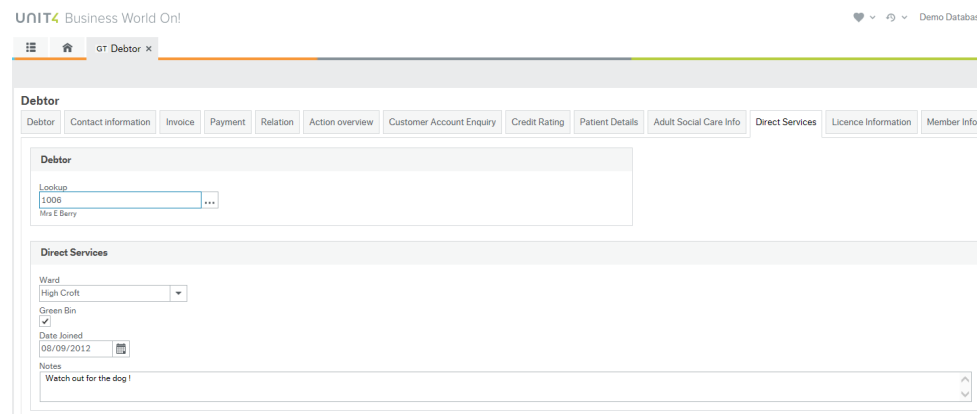 UNIT4 Business World On!
Demo Databas
GT Debtor ×
Debtor
Debtor Contact information Invoice Payment Relation Action overview Customer Account Enquiry Credit Rating Patient Details Adult Social Care Info Direct Services Licence Information Member Info
Debtor
Lookup
1006 ...
Mrs E Berry
Direct Services
Ward
High Croft
Green Bin
Date Joined
08/09/2012
Notes
Watch out for the dog !